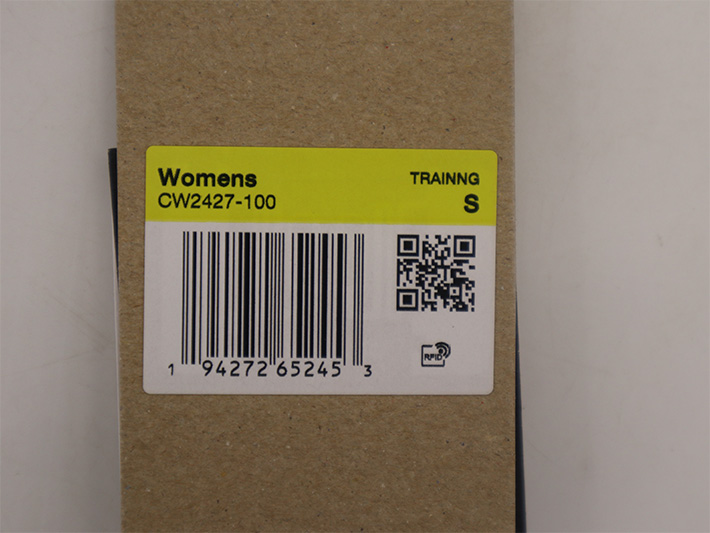 Womens TRAINNG
CW2427-100 S
1 94272 65245 3
RFID